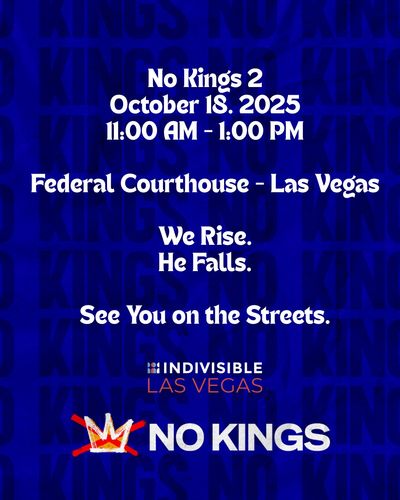 No Kings 2
October 18, 2025
11:00 AM - 1:00 PM
Federal Courthouse - Las Vegas
We Rise.
He Falls.
See You on the Streets.
INDIVISIBLE
LAS VEGAS
NO KINGS